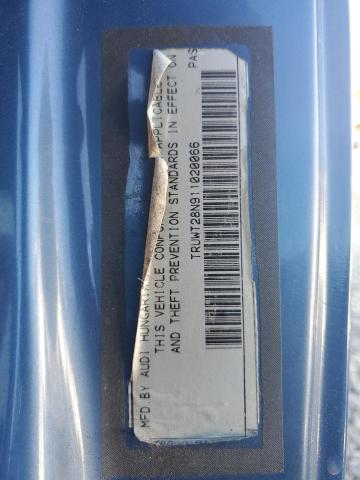 MFD BY AUDI HUNGARIA
THIS VEHICLE CONFO APPLICABLE
AND THEFT PREVENTION STANDARDS IN EFFECT ON
TRUWT28N911020066 PAS